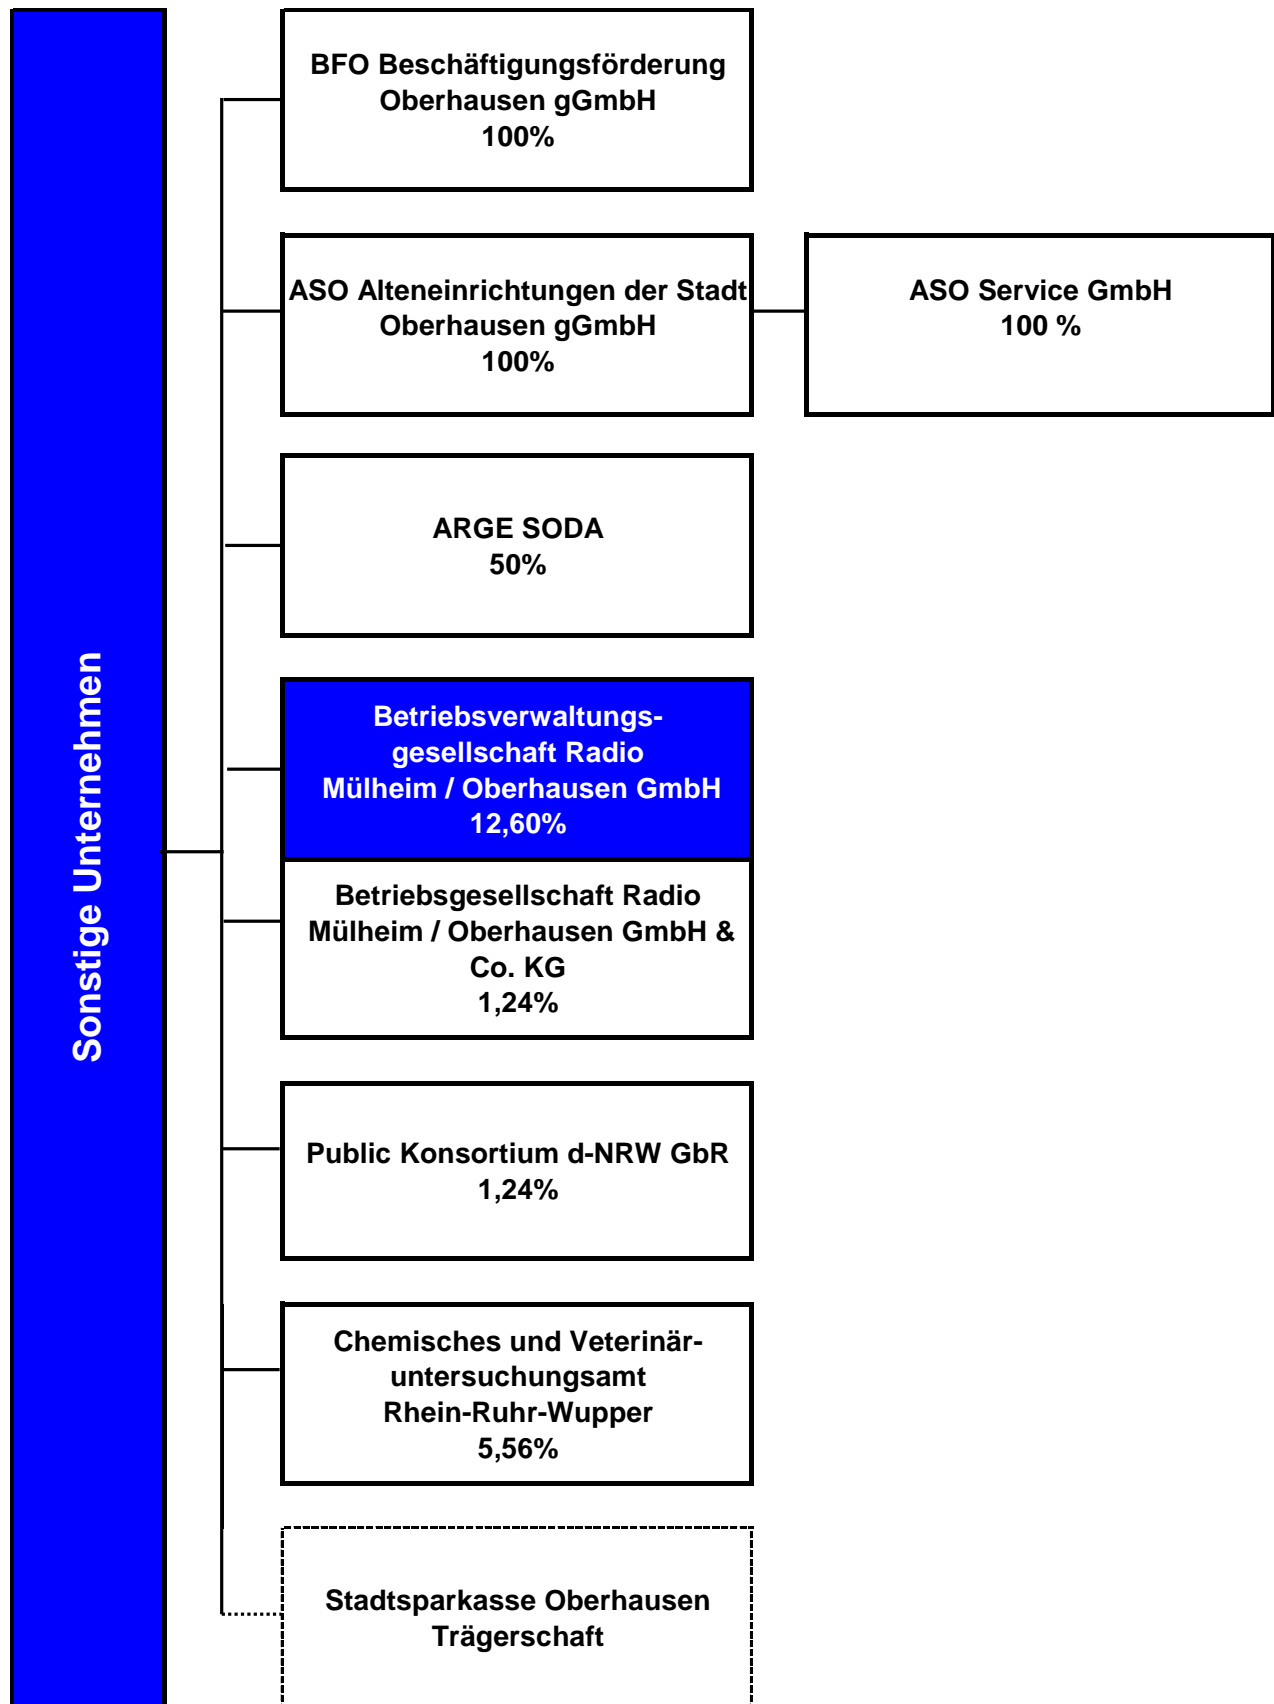 Sonstige Unternehmen
BFO Beschäftigungsförderung
Oberhausen gGmbH
100%
ASO Alteneinrichtungen der Stadt
Oberhausen gGmbH
100%
ASO Service GmbH
100 %
ARGE SODA
50%
Betriebsverwaltungs-
gesellschaft Radio
Mülheim / Oberhausen GmbH
12,60%
Betriebsgesellschaft Radio
Mülheim / Oberhausen GmbH &
Co. KG
1,24%
Public Konsortium d-NRW GbR
1,24%
Chemisches und Veterinär-
untersuchungsamt
Rhein-Ruhr-Wupper
5,56%
Stadtsparkasse Oberhausen
Trägerschaft